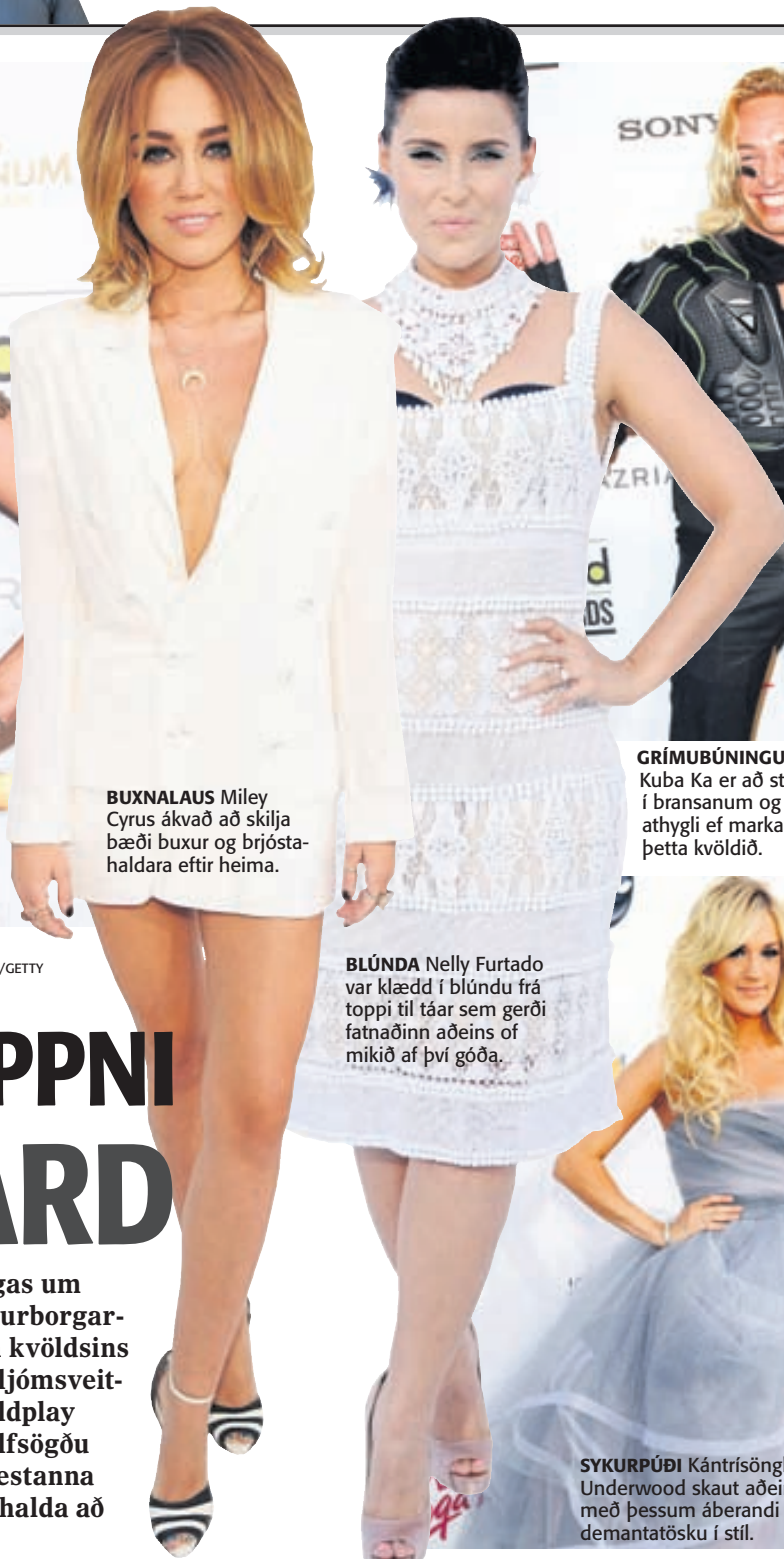 SONY
AZRIA
d
DS
NUM
BUXNALAUS Miley
Cyrus ákvað að skilja
bæði buxur og brjósta-
haldara eftir heima.
GRÍMUBÚNINGU
Kuba Ka er að st
í bransanum og
athygli ef marka
þetta kvöldið.
BLÚNDA Nelly Furtado
var klædd í blúndu frá
toppi til táar sem gerði
fatnaðinn aðeins of
mikið af því góða.
/GETTY
PPNI
ARD
gas um
urborgar-
kvöldsins
ljómsveit-
ldplay
lfsögðu
estanna
halda að
SYKURPÚÐI Kántrísöng
Underwood skaut aðei
með þessum áberandi
demantatösku í stíl.